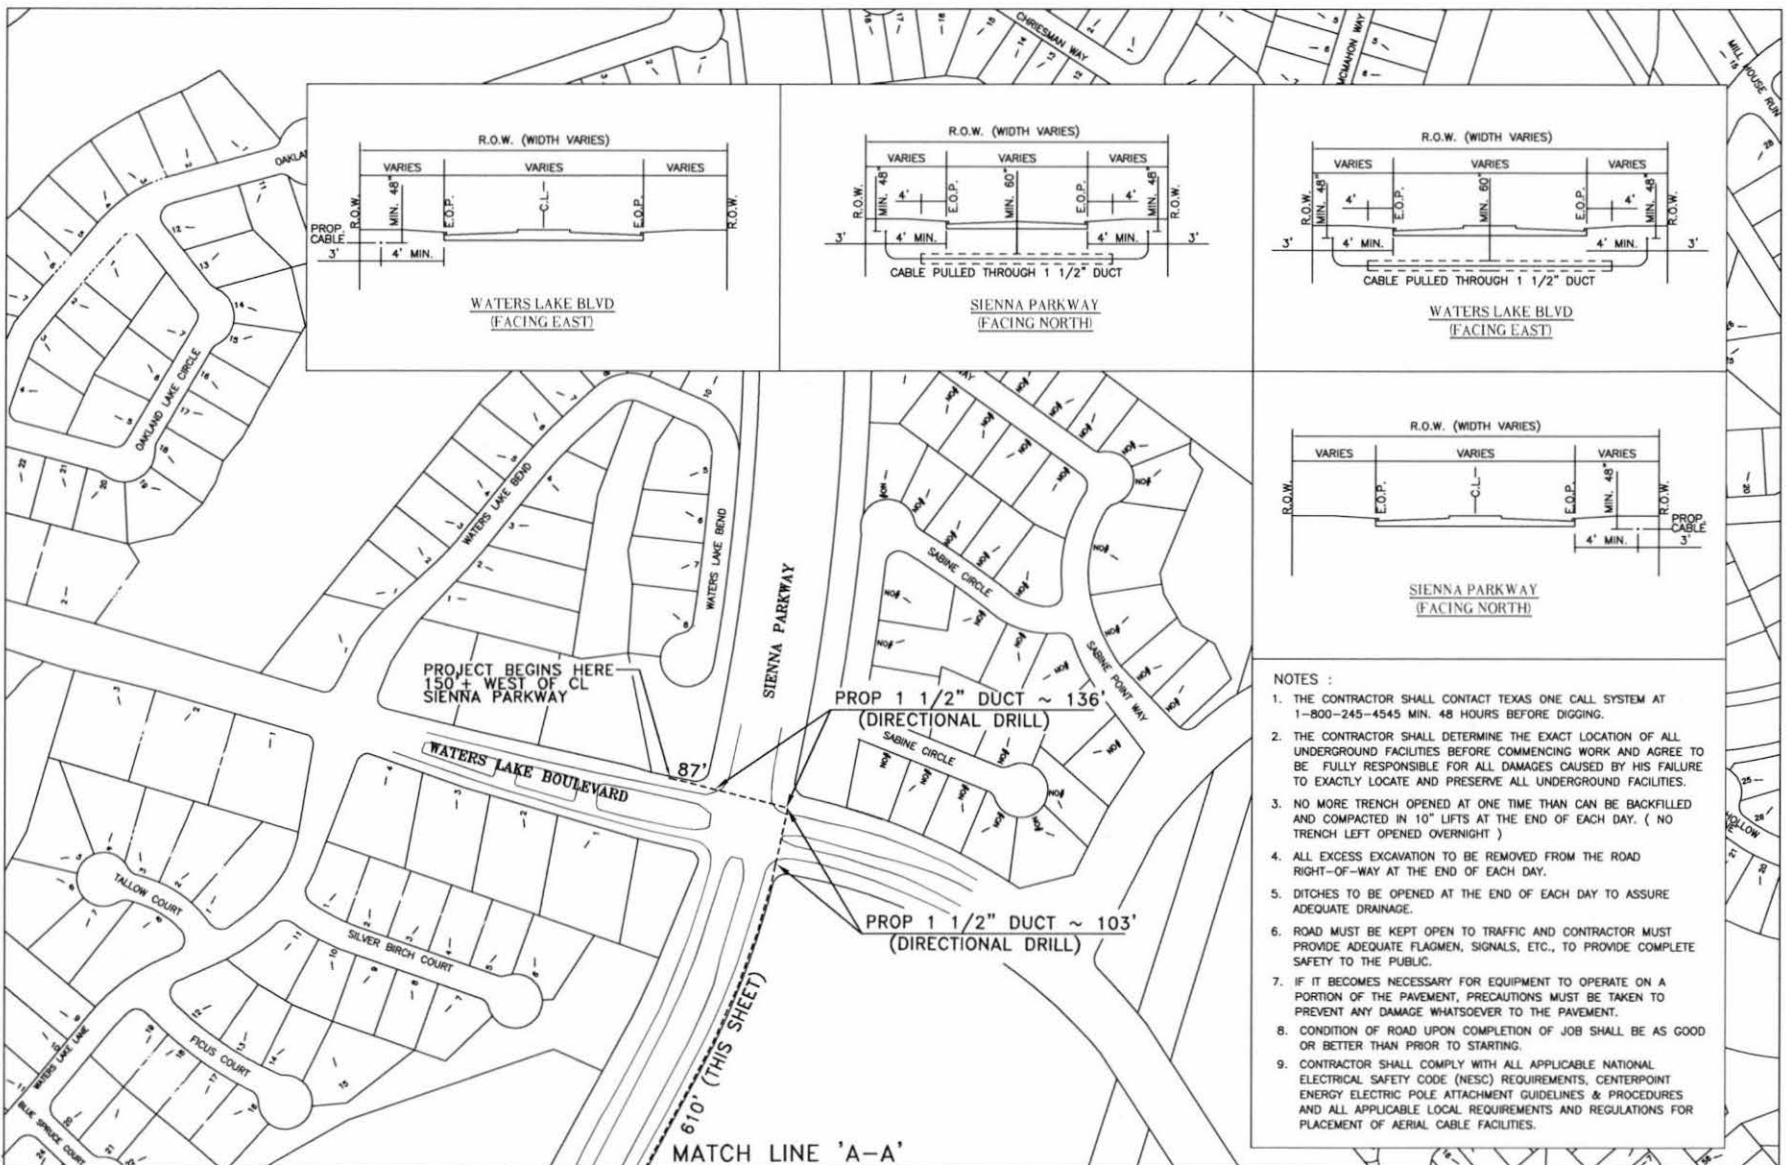 CHRIESMAN WAY
MCMAHON WAY
MILL HOUSE RUN
R.O.W. (WIDTH VARIES)
VARIES VARIES VARIES
R.O.W. MIN. 48" E.O.P. C.L. E.O.P. R.O.W.
PROP. CABLE
3' 4' MIN.
WATERS LAKE BLVD
(FACING EAST)
R.O.W. (WIDTH VARIES)
VARIES VARIES VARIES
R.O.W. MIN. 48" 4' E.O.P. MIN. 60" E.O.P. 4' MIN. 48" R.O.W.
3' 4' MIN. 4' MIN. 3'
CABLE PULLED THROUGH 1 1/2" DUCT
SIENNA PARKWAY
(FACING NORTH)
R.O.W. (WIDTH VARIES)
VARIES VARIES VARIES
R.O.W. MIN. 48" 4' E.O.P. MIN. 60" E.O.P. 4' MIN. 48" R.O.W.
3' 4' MIN. 4' MIN. 3'
CABLE PULLED THROUGH 1 1/2" DUCT
WATERS LAKE BLVD
(FACING EAST)
R.O.W. (WIDTH VARIES)
VARIES VARIES VARIES
R.O.W. E.O.P. C.L. E.O.P. MIN. 48" R.O.W.
PROP. CABLE
4' MIN. 3'
SIENNA PARKWAY
(FACING NORTH)
OAKLAND LAKE CIRCLE
WATERS LAKE BEND
WATERS LAKE BEND
SIENNA PARKWAY
SABINE CIRCLE
SABINE POINT WAY
SABINE CIRCLE
PROJECT BEGINS HERE
150'+ WEST OF CL
SIENNA PARKWAY
PROP 1 1/2" DUCT ~ 136'
(DIRECTIONAL DRILL)
WATERS LAKE BOULEVARD
87'
PROP 1 1/2" DUCT ~ 103'
(DIRECTIONAL DRILL)
TALLOW COURT
SILVER BIRCH COURT
FICUS COURT
WATERS LAKE LANE
BLUE SPRUCE COURT
610' (THIS SHEET)
MATCH LINE 'A-A'
HOLLOW
NOTES :
1. THE CONTRACTOR SHALL CONTACT TEXAS ONE CALL SYSTEM AT
1-800-245-4545 MIN. 48 HOURS BEFORE DIGGING.
2. THE CONTRACTOR SHALL DETERMINE THE EXACT LOCATION OF ALL
UNDERGROUND FACILITIES BEFORE COMMENCING WORK AND AGREE TO
BE FULLY RESPONSIBLE FOR ALL DAMAGES CAUSED BY HIS FAILURE
TO EXACTLY LOCATE AND PRESERVE ALL UNDERGROUND FACILITIES.
3. NO MORE TRENCH OPENED AT ONE TIME THAN CAN BE BACKFILLED
AND COMPACTED IN 10" LIFTS AT THE END OF EACH DAY. ( NO
TRENCH LEFT OPENED OVERNIGHT )
4. ALL EXCESS EXCAVATION TO BE REMOVED FROM THE ROAD
RIGHT-OF-WAY AT THE END OF EACH DAY.
5. DITCHES TO BE OPENED AT THE END OF EACH DAY TO ASSURE
ADEQUATE DRAINAGE.
6. ROAD MUST BE KEPT OPEN TO TRAFFIC AND CONTRACTOR MUST
PROVIDE ADEQUATE FLAGMEN, SIGNALS, ETC., TO PROVIDE COMPLETE
SAFETY TO THE PUBLIC.
7. IF IT BECOMES NECESSARY FOR EQUIPMENT TO OPERATE ON A
PORTION OF THE PAVEMENT, PRECAUTIONS MUST BE TAKEN TO
PREVENT ANY DAMAGE WHATSOEVER TO THE PAVEMENT.
8. CONDITION OF ROAD UPON COMPLETION OF JOB SHALL BE AS GOOD
OR BETTER THAN PRIOR TO STARTING.
9. CONTRACTOR SHALL COMPLY WITH ALL APPLICABLE NATIONAL
ELECTRICAL SAFETY CODE (NESC) REQUIREMENTS, CENTERPOINT
ENERGY ELECTRIC POLE ATTACHMENT GUIDELINES & PROCEDURES
AND ALL APPLICABLE LOCAL REQUIREMENTS AND REGULATIONS FOR
PLACEMENT OF AERIAL CABLE FACILITIES.